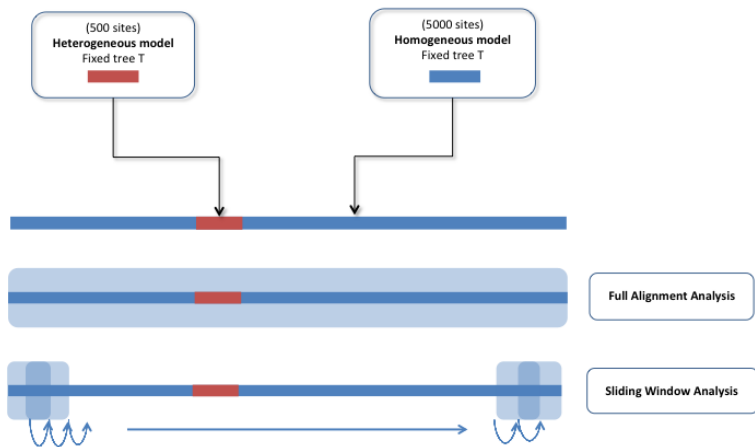 (500 sites)
Heterogeneous model
Fixed tree T
(5000 sites)
Homogeneous model
Fixed tree T
Full Alignment Analysis
Sliding Window Analysis